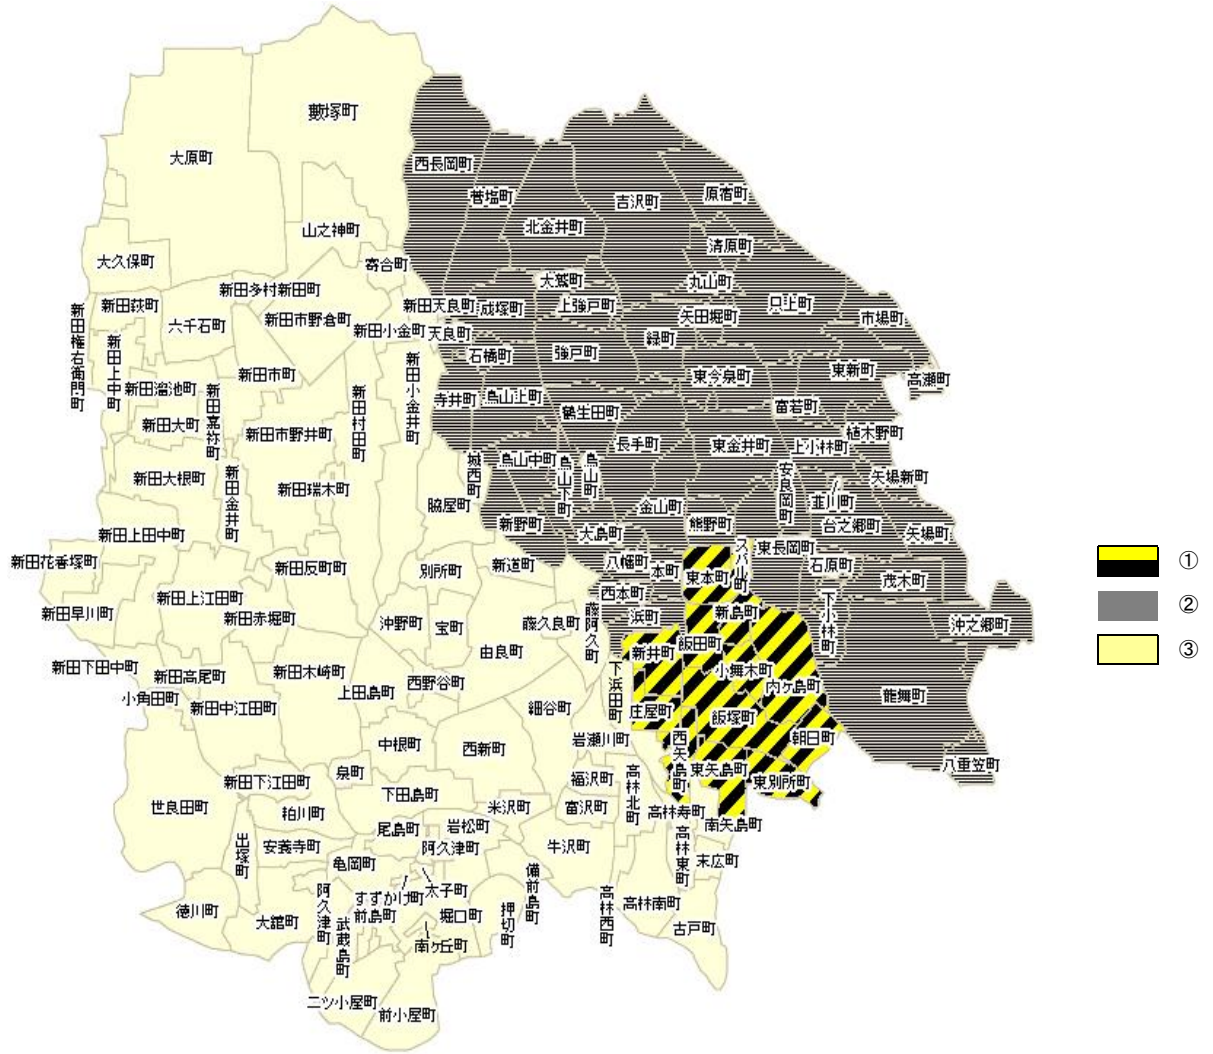 藪塚町
大原町
西長岡町
菅塩町
北金井町
吉沢町
原宿町
山之神町
清原町
大久保町
寄合町
大鷲町
丸山町
新田多村新田町
新田萩町
新田天良町
成塚町
上強戸町
只上町
六千石町
新田市野倉町
矢田堀町
市場町
新田小金町
天良町
緑町
新田権右衛門町
新田上中町
石橋町
強戸町
新田市町
新田小金井町
東今泉町
東新町
高瀬町
新田溜池町
新田嘉祢町
新田村田町
寺井町
鳥山上町
鶴生田町
富若町
新田大町
新田市野井町
長手町
東金井町
上小林町
植木野町
新田大根町
新田金井町
新田瑞木町
城西町
鳥山中町
鳥山下町
鳥山町
安良岡町
矢場新町
脇屋町
金山町
韮川町
新野町
大島町
熊野町
台之郷町
矢場町
新田上田中町
スバル町
東長岡町
新田花香塚町
新田反町町
別所町
新道町
八幡町
本町
東本町
石原町
茂木町
①
新田上江田町
西本町
下小林町
②
新田早川町
新田赤堀町
沖野町
宝町
藤久良町
藤阿久町
浜町
新島町
沖之郷町
由良町
新井町
飯田町
③
新田下田中町
新田高尾町
新田木崎町
上田島町
西野谷町
下浜田町
小舞木町
内ケ島町
龍舞町
小角田町
新田中江田町
細谷町
庄屋町
飯塚町
中根町
西新町
岩瀬川町
西矢島町
朝日町
新田下江田町
泉町
福沢町
高林北町
東矢島町
東別所町
八重笠町
世良田町
粕川町
下田島町
米沢町
富沢町
高林寿町
南矢島町
出塚町
安養寺町
尾島町
岩松町
阿久津町
牛沢町
高林東町
末広町
亀岡町
徳川町
大舘町
阿久津町
武蔵島町
すずかけ町
前島町
太子町
堀口町
押切町
備前島町
高林西町
高林南町
古戸町
南ヶ丘町
二ツ小屋町
前小屋町